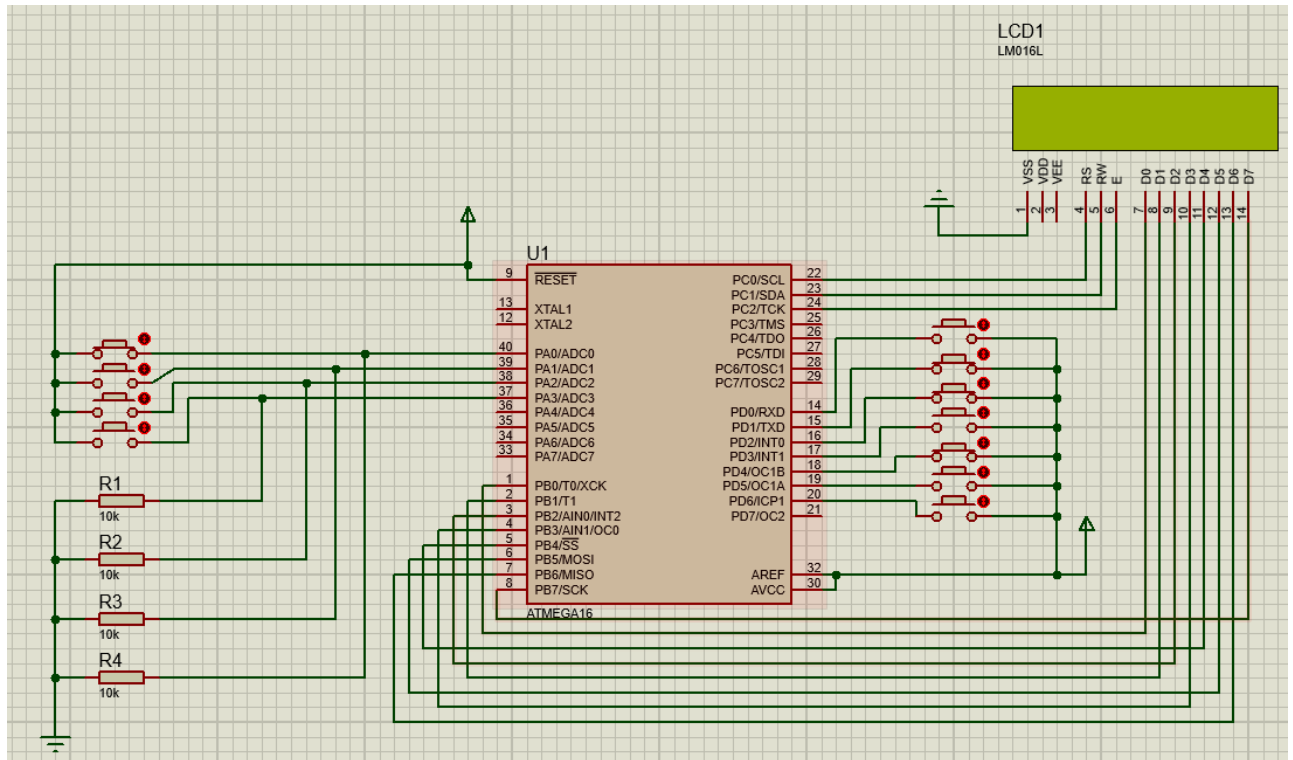 LCD1
LM016L
VSS
VDD
VEE
RS
RW
E
D0
D1
D2
D3
D4
D5
D6
D7
1
2
3
4
5
6
7
8
9
10
11
12
13
14
U1
9 RESET
13 XTAL1
12 XTAL2
40 PA0/ADC0
39 PA1/ADC1
38 PA2/ADC2
37 PA3/ADC3
36 PA4/ADC4
35 PA5/ADC5
34 PA6/ADC6
33 PA7/ADC7
1 PB0/T0/XCK
2 PB1/T1
3 PB2/AIN0/INT2
4 PB3/AIN1/OC0
5 PB4/SS
6 PB5/MOSI
7 PB6/MISO
8 PB7/SCK
PC0/SCL 22
PC1/SDA 23
PC2/TCK 24
PC3/TMS 25
PC4/TDO 26
PC5/TDI 27
PC6/TOSC1 28
PC7/TOSC2 29
PD0/RXD 14
PD1/TXD 15
PD2/INT0 16
PD3/INT1 17
PD4/OC1B 18
PD5/OC1A 19
PD6/ICP1 20
PD7/OC2 21
AREF 32
AVCC 30
ATMEGA16
R1
10k
R2
10k
R3
10k
R4
10k